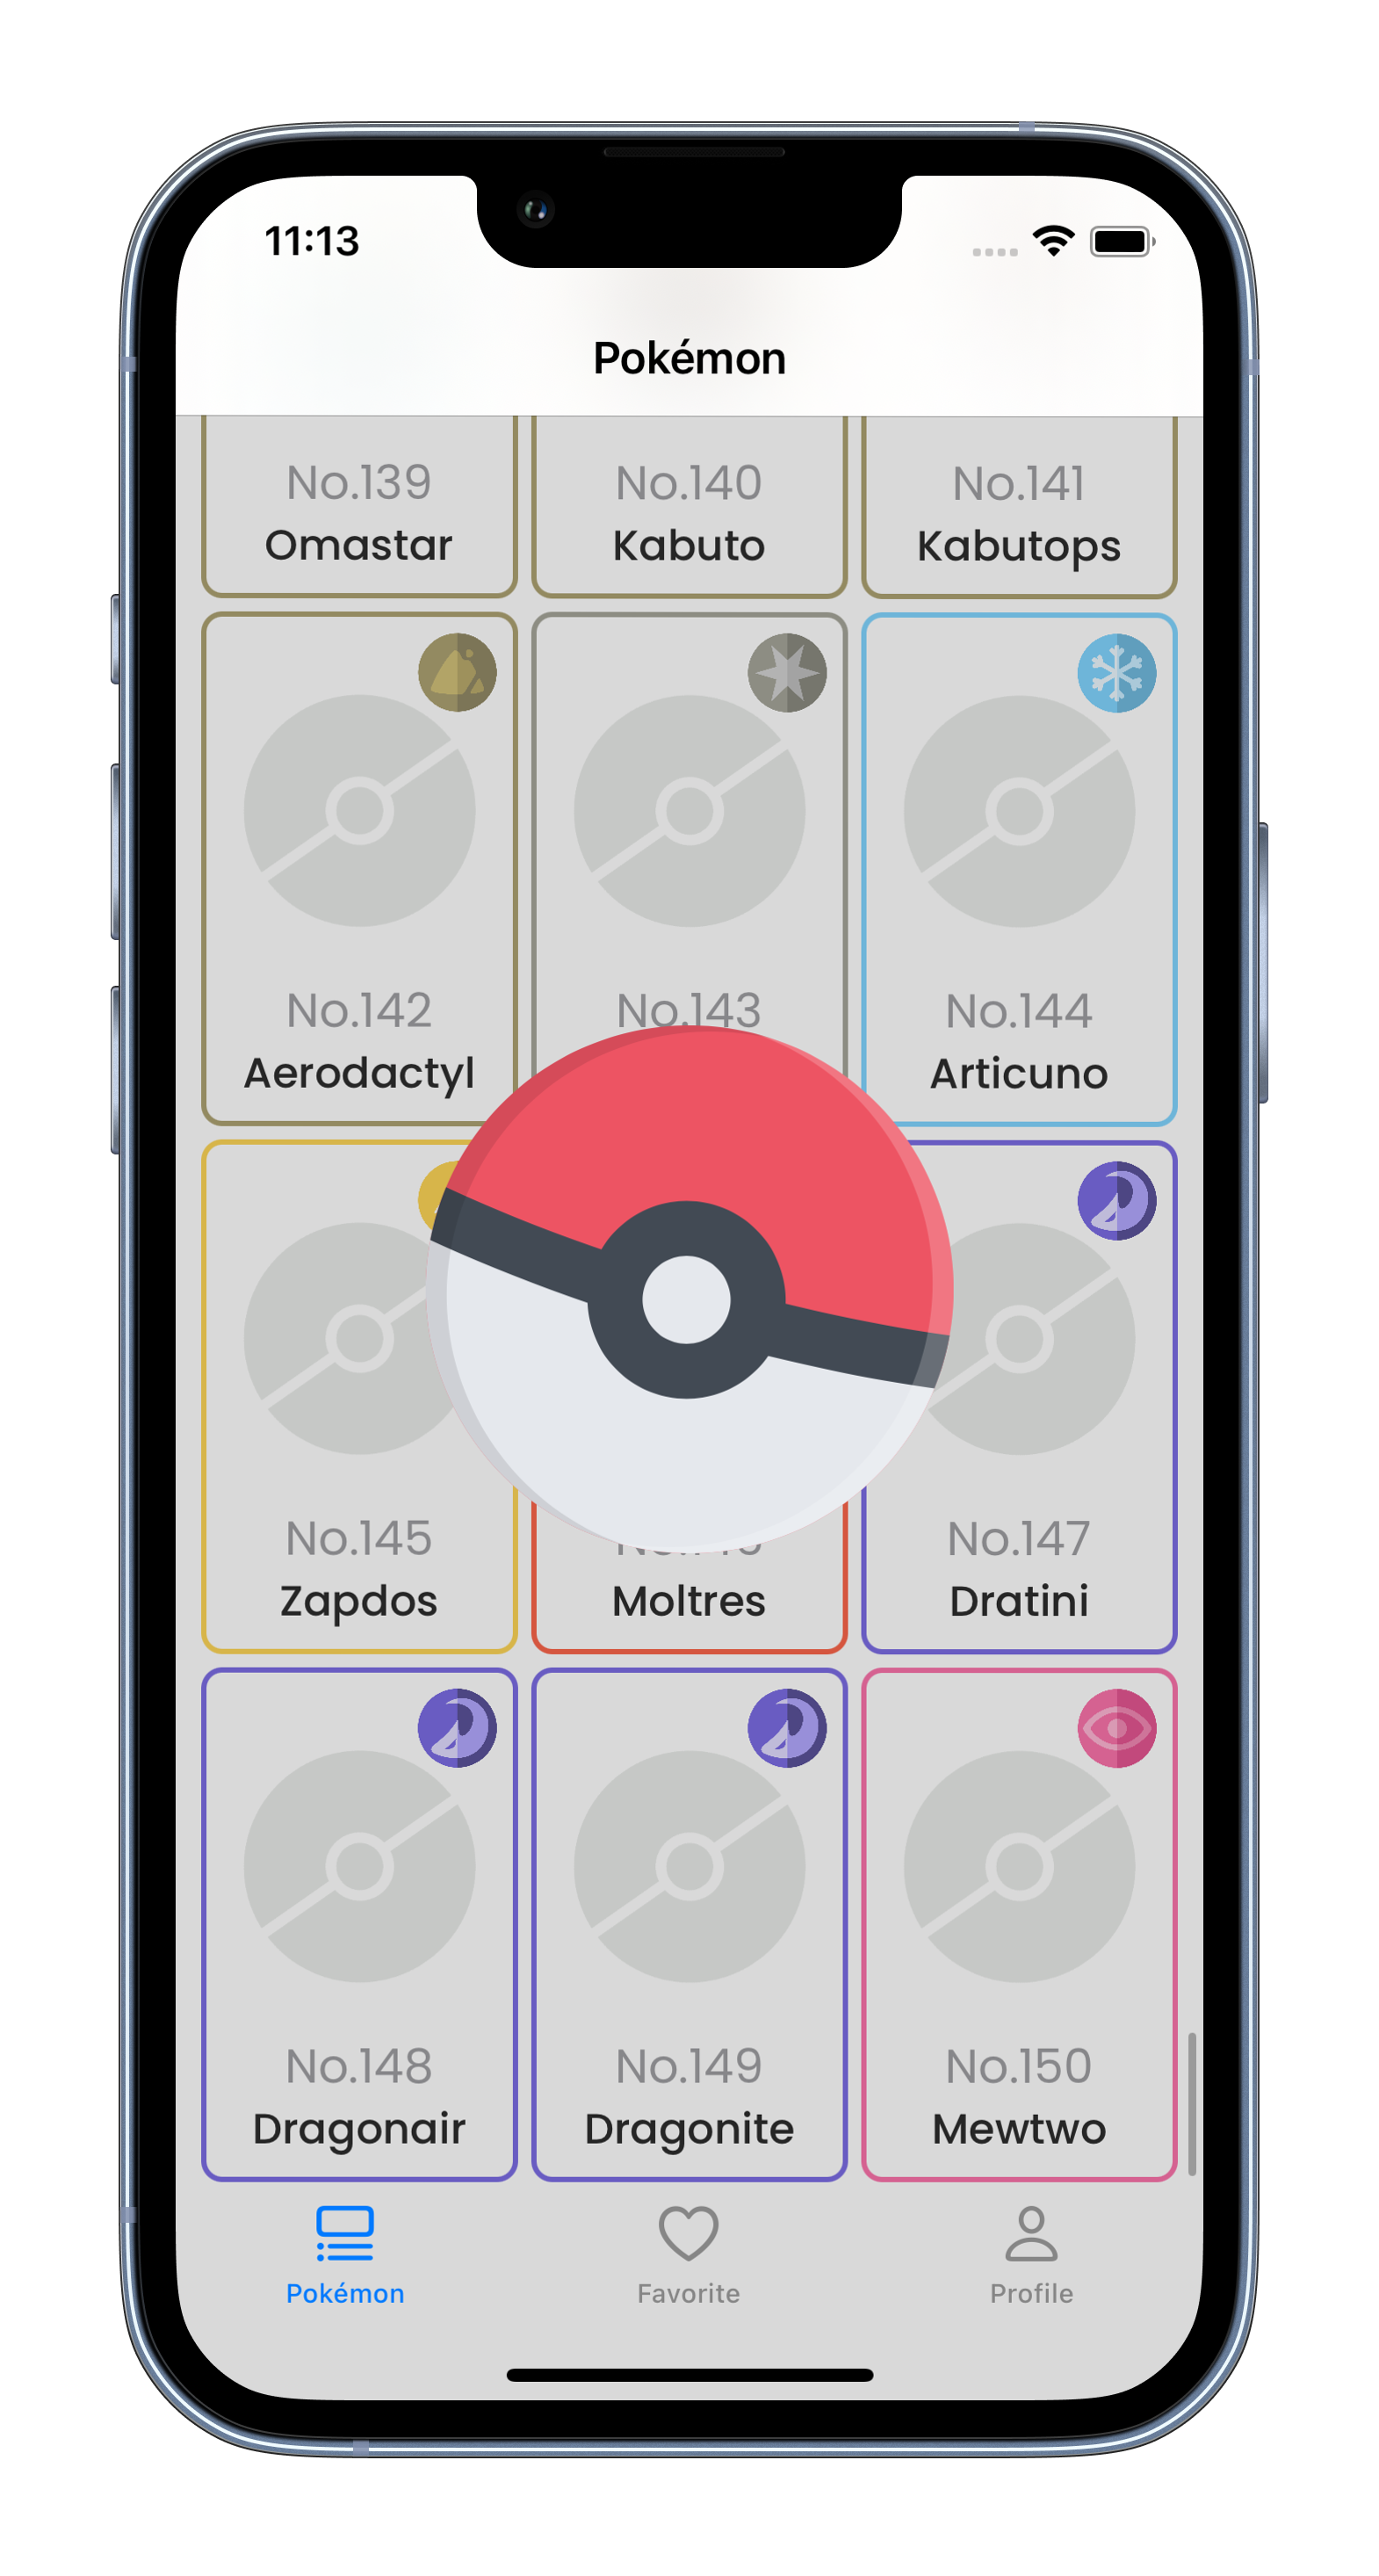 11:13
Pokémon
No.139 No.140 No.141
Omastar Kabuto Kabutops
No.142 No.143 No.144
Aerodactyl Articuno
No.145 No.147
Zapdos Moltres Dratini
No.148 No.149 No.150
Dragonair Dragonite Mewtwo
Pokémon Favorite Profile